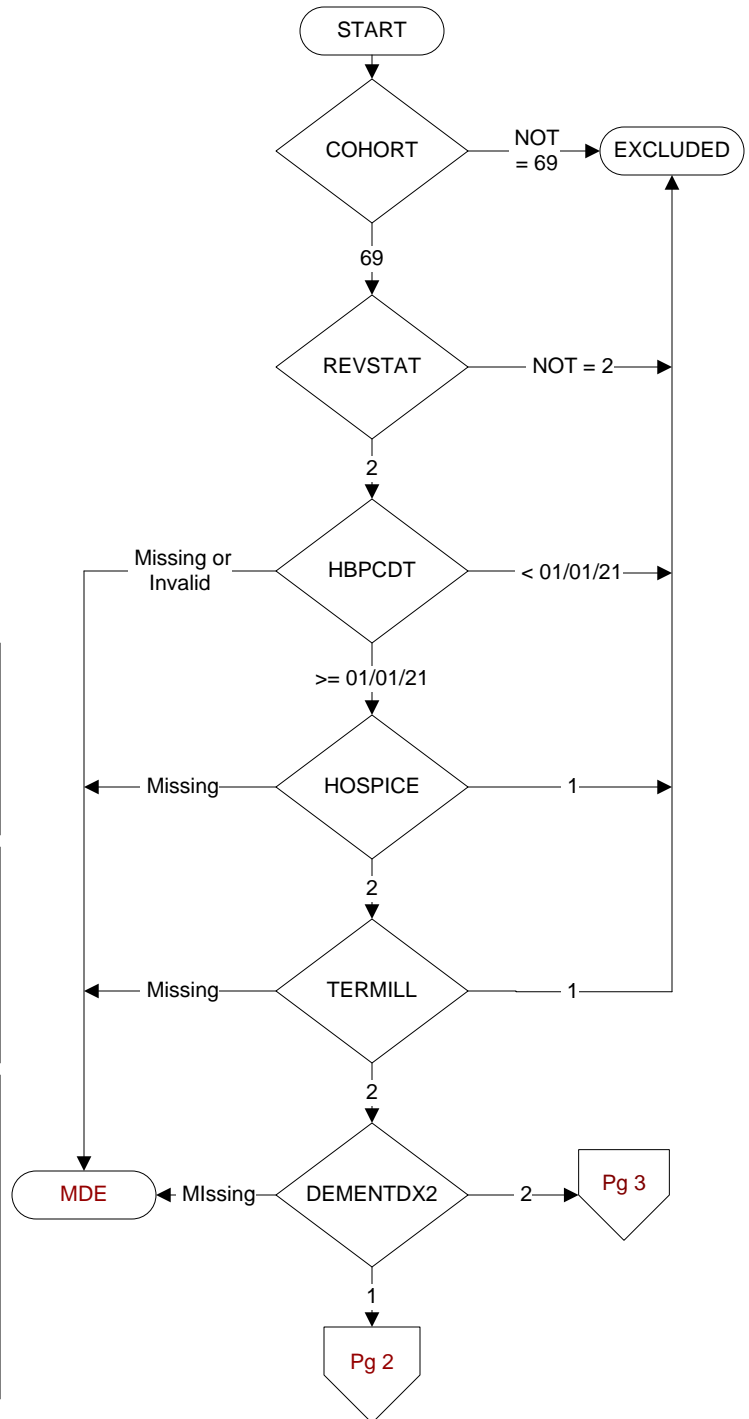 START
COHORT
NOT
= 69
EXCLUDED
69
REVSTAT
NOT = 2
2
Missing or
Invalid
HBPCDT
< 01/01/21
>= 01/01/21
Missing
HOSPICE
1
2
Missing
TERMILL
1
2
MDE
MIssing
DEMENTDX2
2
Pg 3
1
Pg 2